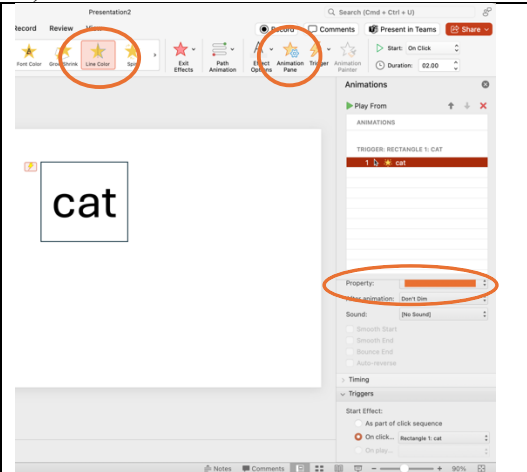 Presentation2
Search (Cmd + Ctrl + U)
Record Review View
Record Comments Present in Teams Share
Font Color Grow/Shrink Line Color Spin
Exit Effects Path Animation Effect Options Animation Pane Trigger Animation Painter
Start: On Click
Duration: 02.00
Animations
Play From
ANIMATIONS
TRIGGER: RECTANGLE 1: CAT
1 cat
cat
Property:
After animation: Don't Dim
Sound: [No Sound]
Smooth Start
Smooth End
Bounce End
Auto-reverse
Timing
Triggers
Start Effect:
As part of click sequence
On click... Rectangle 1: cat
On play...
Notes Comments 90%